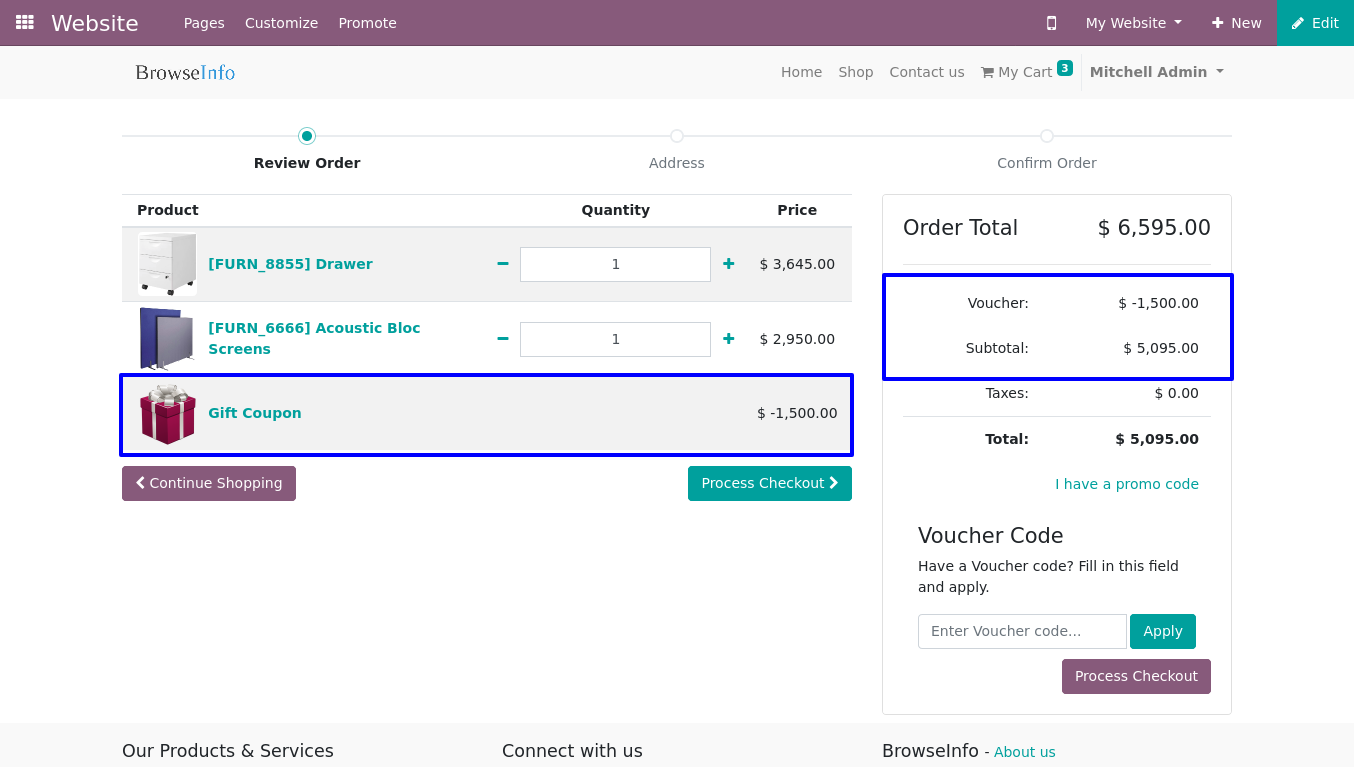 Website Pages Customize Promote My Website New Edit
BrowseInfo Home Shop Contact us My Cart 3 Mitchell Admin
Review Order Address Confirm Order
Product Quantity Price
[FURN_8855] Drawer 1 $ 3,645.00
[FURN_6666] Acoustic Bloc
Screens 1 $ 2,950.00
Gift Coupon $ -1,500.00
Continue Shopping Process Checkout
Order Total $ 6,595.00
Voucher: $ -1,500.00
Subtotal: $ 5,095.00
Taxes: $ 0.00
Total: $ 5,095.00
I have a promo code
Voucher Code
Have a Voucher code? Fill in this field
and apply.
Enter Voucher code... Apply
Process Checkout
Our Products & Services Connect with us BrowseInfo - About us